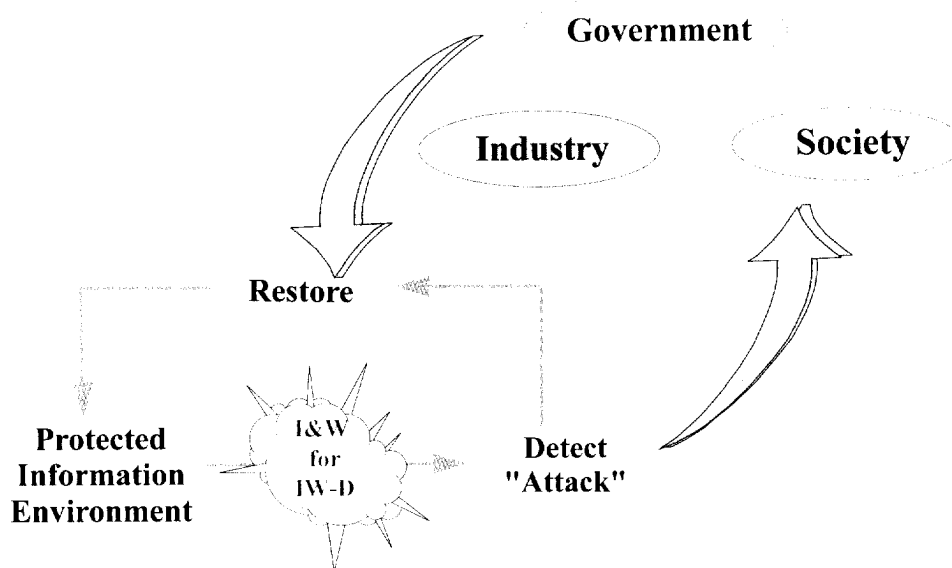 Government
Industry
Society
Restore
Protected
Information
Environment
I&W
for
IW-D
Detect
"Attack"